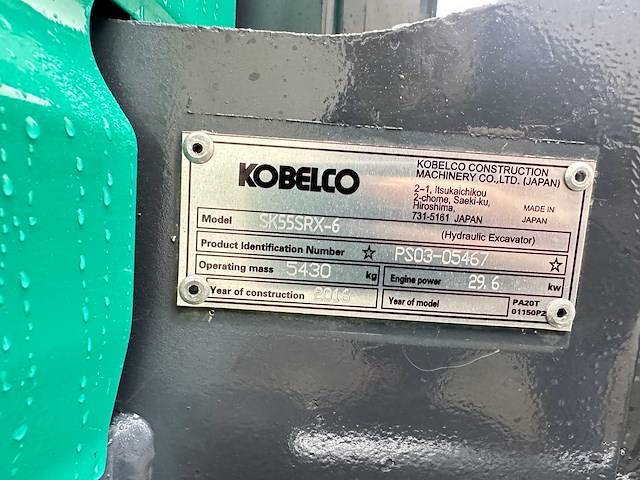 KOBELCO
KOBELCO CONSTRUCTION
MACHINERY CO.,LTD. (JAPAN)
2-1, Itsukaichikou
2-chome, Saeki-ku,
Hiroshima,
731-5161 JAPAN
MADE IN
JAPAN
Model SK55SRX-6 (Hydraulic Excavator)
Product Identification Number ☆ PS03-05467 ☆
Operating mass 5430 kg
Engine power 29.6 kw
Year of construction 2016
Year of model
PA20T
01150P2